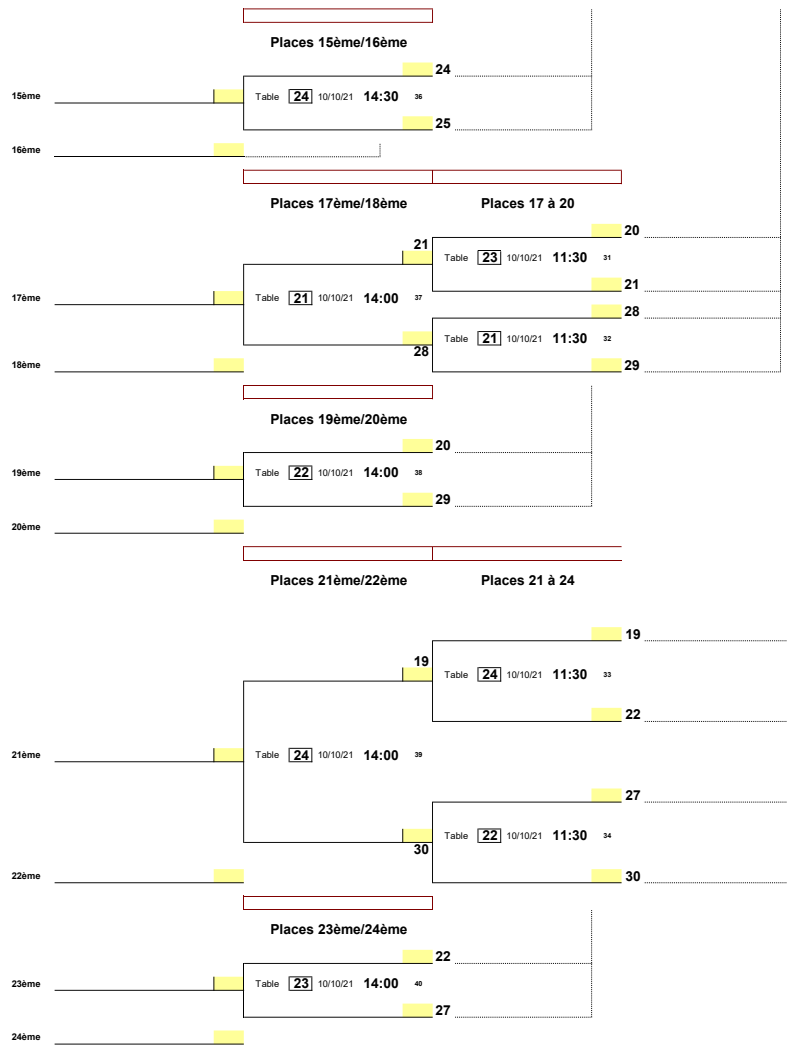 Places 15ème/16ème
24
15ème Table 24 10/10/21 14:30 36
25
16ème
Places 17ème/18ème Places 17 à 20
20
21 Table 23 10/10/21 11:30 31
21
17ème Table 21 10/10/21 14:00 37
28
Table 21 10/10/21 11:30 32
28
18ème 29
Places 19ème/20ème
20
19ème Table 22 10/10/21 14:00 38
29
20ème
Places 21ème/22ème Places 21 à 24
19
19
Table 24 10/10/21 11:30 33
22
21ème Table 24 10/10/21 14:00 39
27
Table 22 10/10/21 11:30 34
30
22ème 30
Places 23ème/24ème
22
23ème Table 23 10/10/21 14:00 40
27
24ème